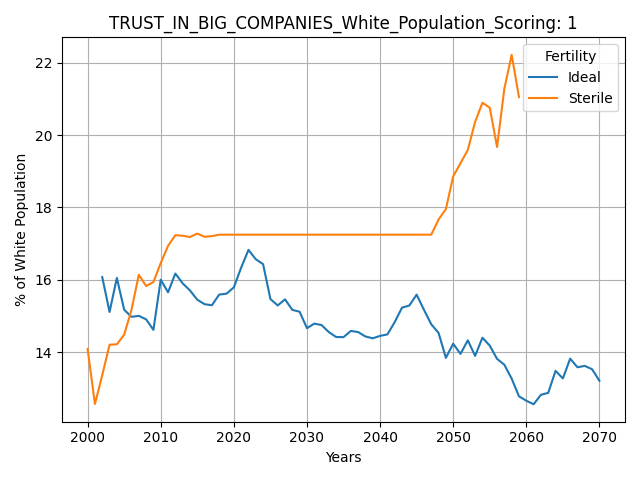 TRUST_IN_BIG_COMPANIES_White_Population_Scoring: 1
Fertility
Ideal
Sterile
% of White Population
22
20
18
16
14
2000 2010 2020 2030 2040 2050 2060 2070
Years